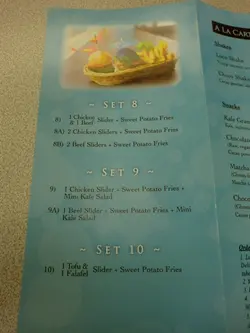 ~ SET 8 ~
8) 1 Chicken & 1 Beef Slider + Sweet Potato Fries
8A) 2 Chicken Sliders + Sweet Potato Fries
8B) 2 Beef Sliders + Sweet Potato Fries
~ SET 9 ~
9) 1 Chicken Slider + Sweet Potato Fries +
Mini Kale Salad
9A) 1 Beef Slider + Sweet Potato Fries + Mini
Kale Salad
~ SET 10 ~
10) 1 Tofu & 1 Falafel Slider + Sweet Potato Fries
A LA CART
Shakes
Snacks